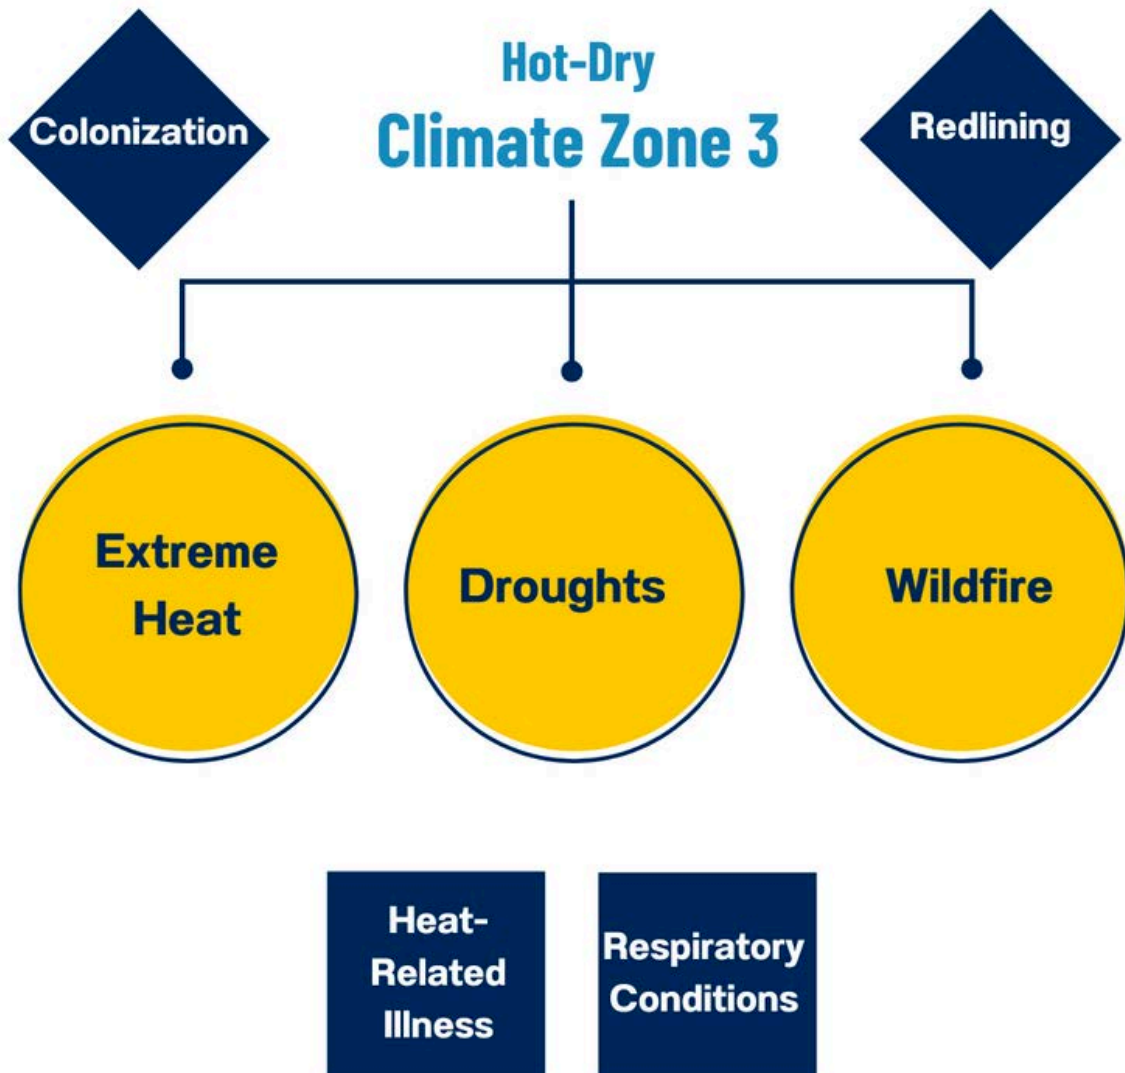 Hot-Dry
Colonization
Climate Zone 3
Redlining
Extreme
Heat
Droughts
Wildfire
Heat-
Related
Illness
Respiratory
Conditions